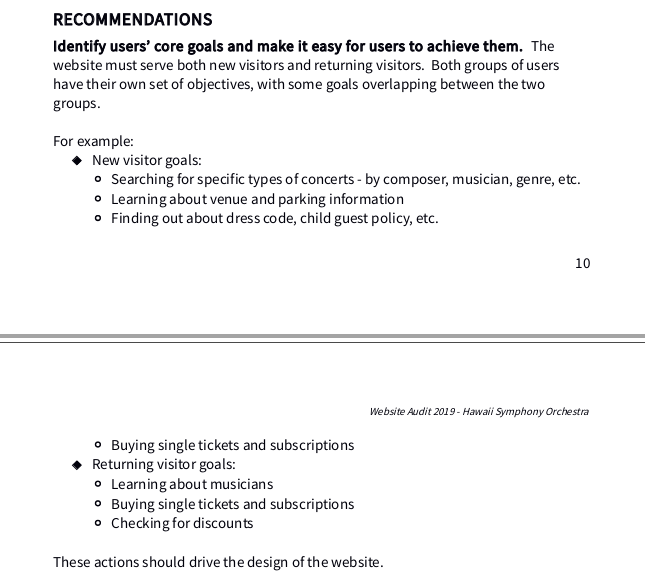 RECOMMENDATIONS
Identify users’ core goals and make it easy for users to achieve them.  The
website must serve both new visitors and returning visitors.  Both groups of users
have their own set of objectives, with some goals overlapping between the two
groups.
For example:
◆ New visitor goals:
○ Searching for specific types of concerts - by composer, musician, genre, etc.
○ Learning about venue and parking information
○ Finding out about dress code, child guest policy, etc.
10
Website Audit 2019 - Hawaii Symphony Orchestra
○ Buying single tickets and subscriptions
◆ Returning visitor goals:
○ Learning about musicians
○ Buying single tickets and subscriptions
○ Checking for discounts
These actions should drive the design of the website.